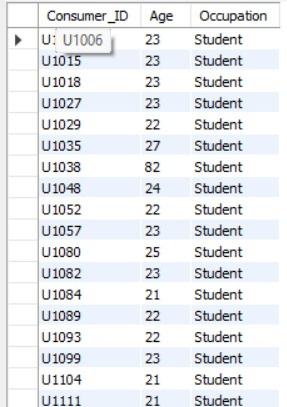 Consumer_ID Age Occupation
U1006 23 Student
U1015 23 Student
U1018 23 Student
U1027 23 Student
U1029 22 Student
U1035 27 Student
U1038 82 Student
U1048 24 Student
U1052 22 Student
U1057 23 Student
U1080 25 Student
U1082 23 Student
U1084 21 Student
U1089 22 Student
U1093 22 Student
U1099 23 Student
U1104 21 Student
U1111 21 Student